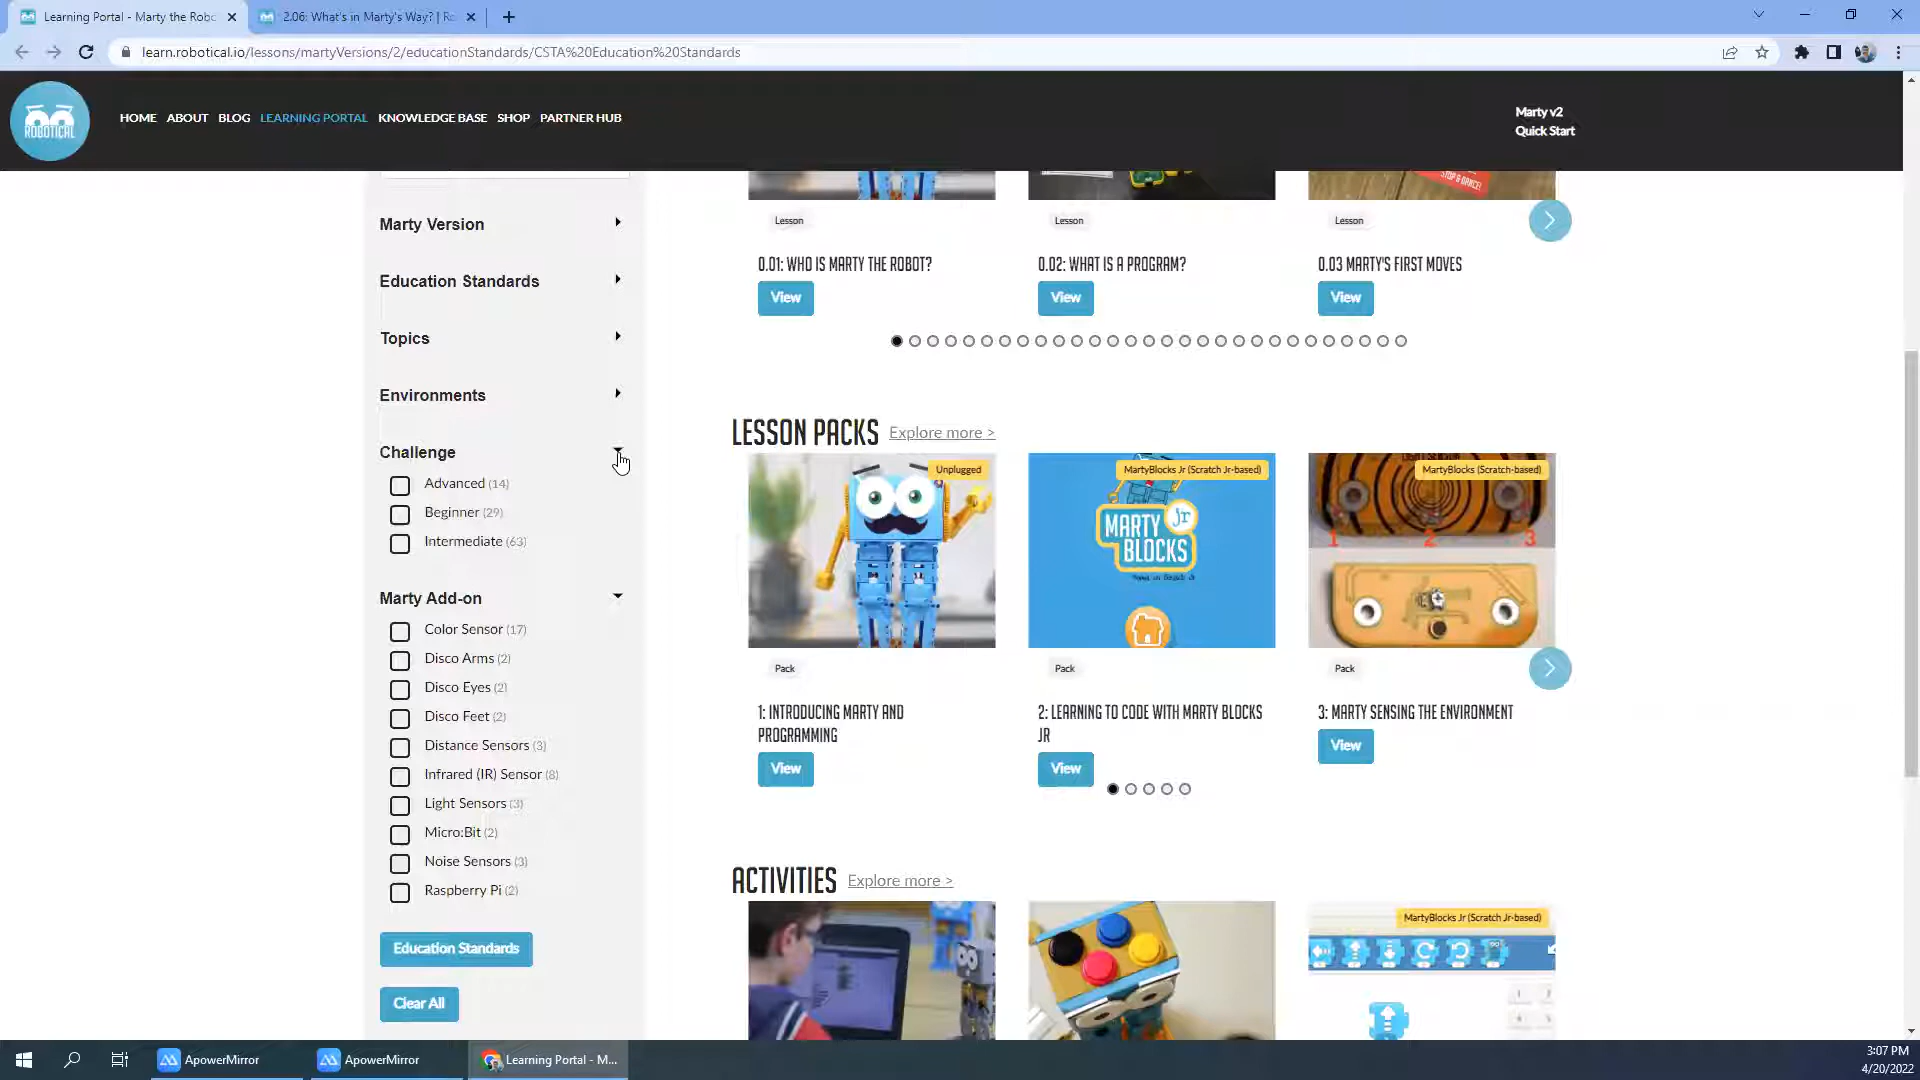 Learning Portal - Marty the Robo
2.06: What's in Marty's Way? | Ro
learn.robotical.io/lessons/martyVersions/2/educationStandards/CSTA%20Education%20Standards
ROBOTICAL
HOME ABOUT BLOG LEARNING PORTAL KNOWLEDGE BASE SHOP PARTNER HUB
Marty v2
Quick Start
STOP & DANCE!
Marty Version
Education Standards
Topics
Environments
Challenge
Advanced (14)
Beginner (29)
Intermediate (63)
Marty Add-on
Color Sensor (17)
Disco Arms (2)
Disco Eyes (2)
Disco Feet (2)
Distance Sensors (3)
Infrared (IR) Sensor (8)
Light Sensors (3)
Micro:Bit (2)
Noise Sensors (3)
Raspberry Pi (2)
Education Standards
Clear All
Lesson
0.01: WHO IS MARTY THE ROBOT?
View
Lesson
0.02: WHAT IS A PROGRAM?
View
Lesson
0.03 MARTY'S FIRST MOVES
View
LESSON PACKS Explore more >
Unplugged
Pack
1: INTRODUCING MARTY AND
PROGRAMMING
View
MartyBlocks Jr (Scratch Jr-based)
MARTY jr
BLOCKS
Pack
2: LEARNING TO CODE WITH MARTY BLOCKS
JR
View
MartyBlocks (Scratch-based)
1 2 3
Pack
3: MARTY SENSING THE ENVIRONMENT
View
ACTIVITIES Explore more >
MartyBlocks Jr (Scratch Jr-based)
ApowerMirror
ApowerMirror
Learning Portal - M...
3:07 PM
4/20/2022